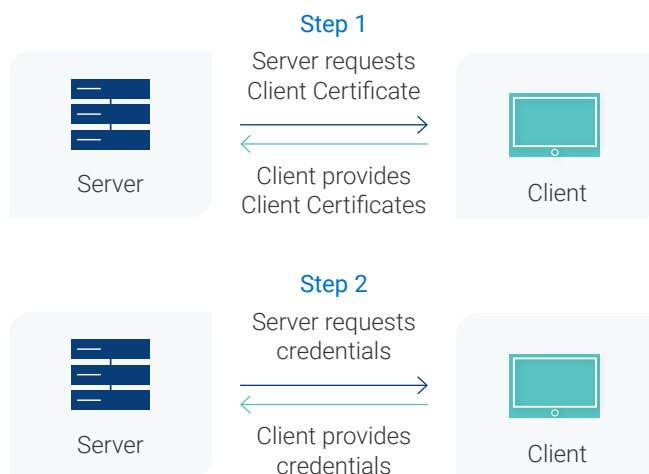 Step 1
Server requests
Client Certificate
Server
Client provides
Client Certificates
Client
Step 2
Server requests
credentials
Server
Client provides
credentials
Client